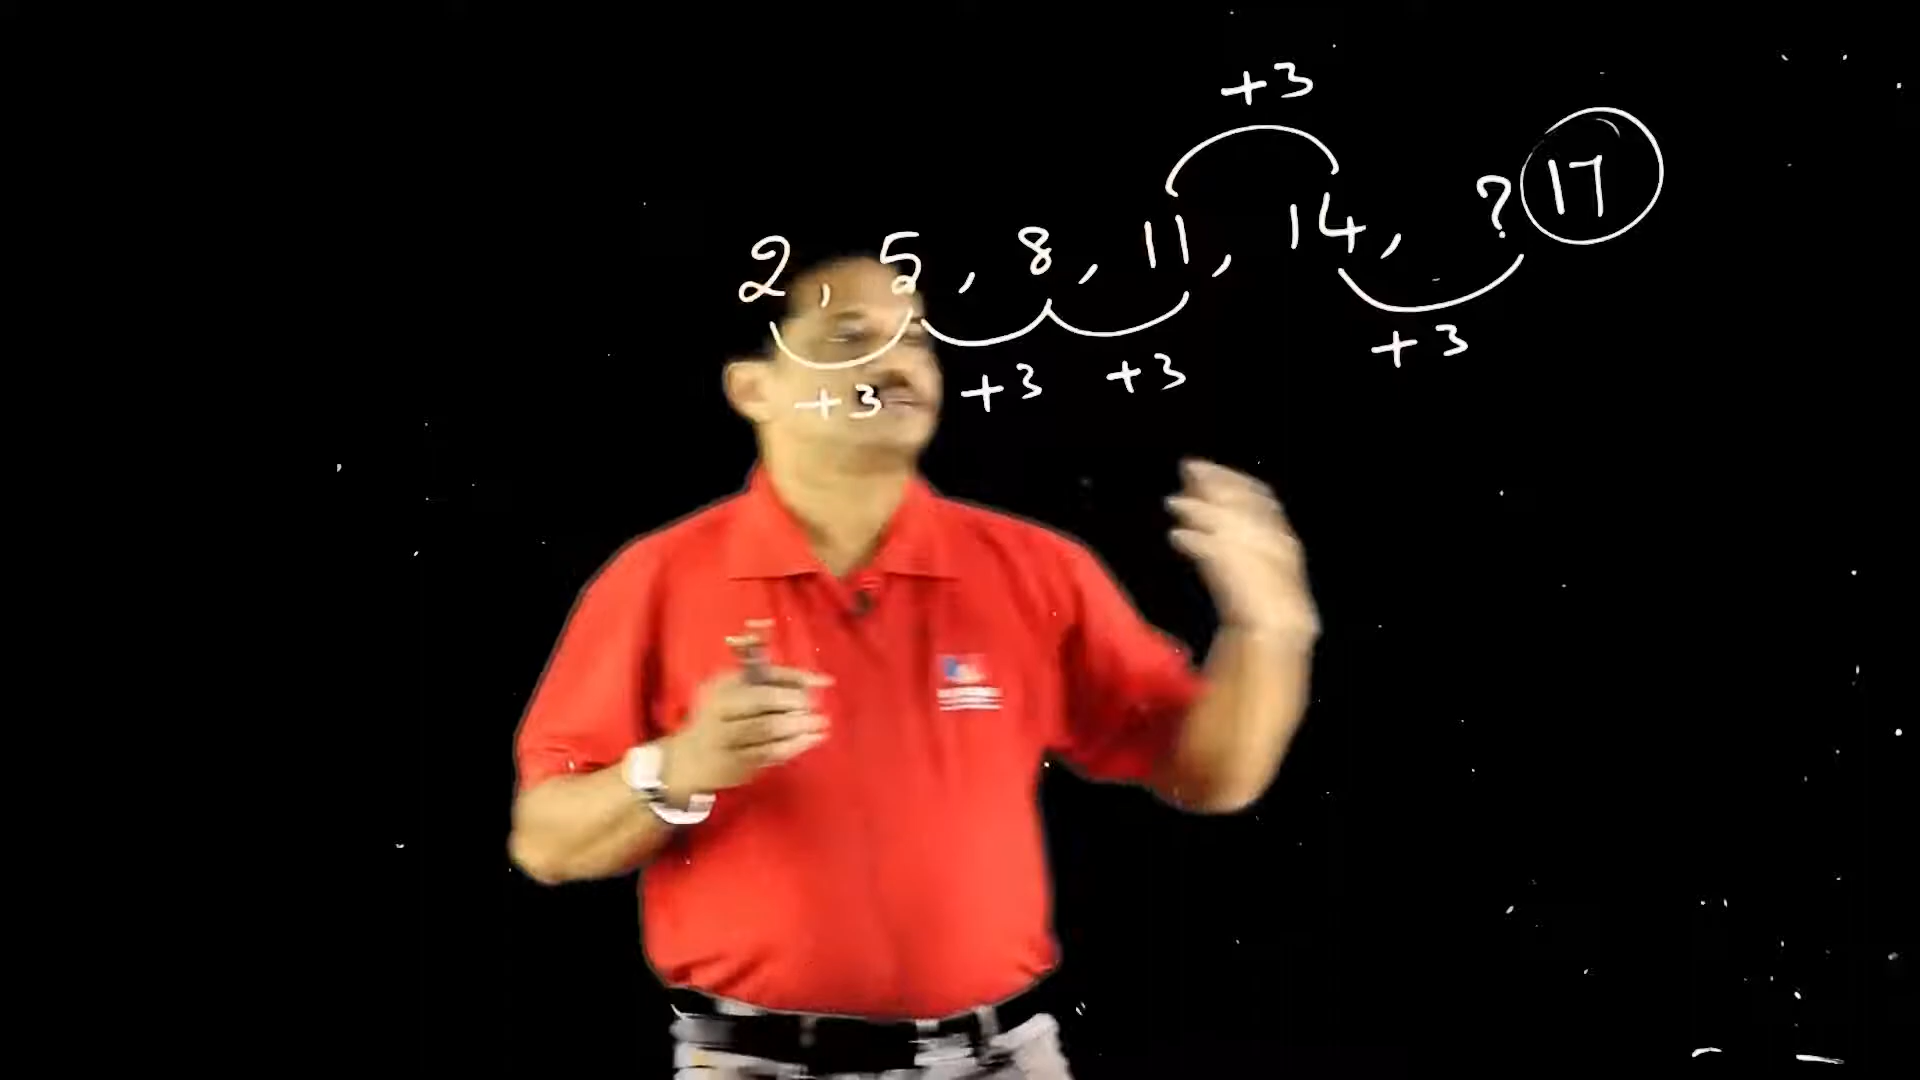 +3
2, 5, 8, 11, 14, ? 17
+3 +3 +3 +3